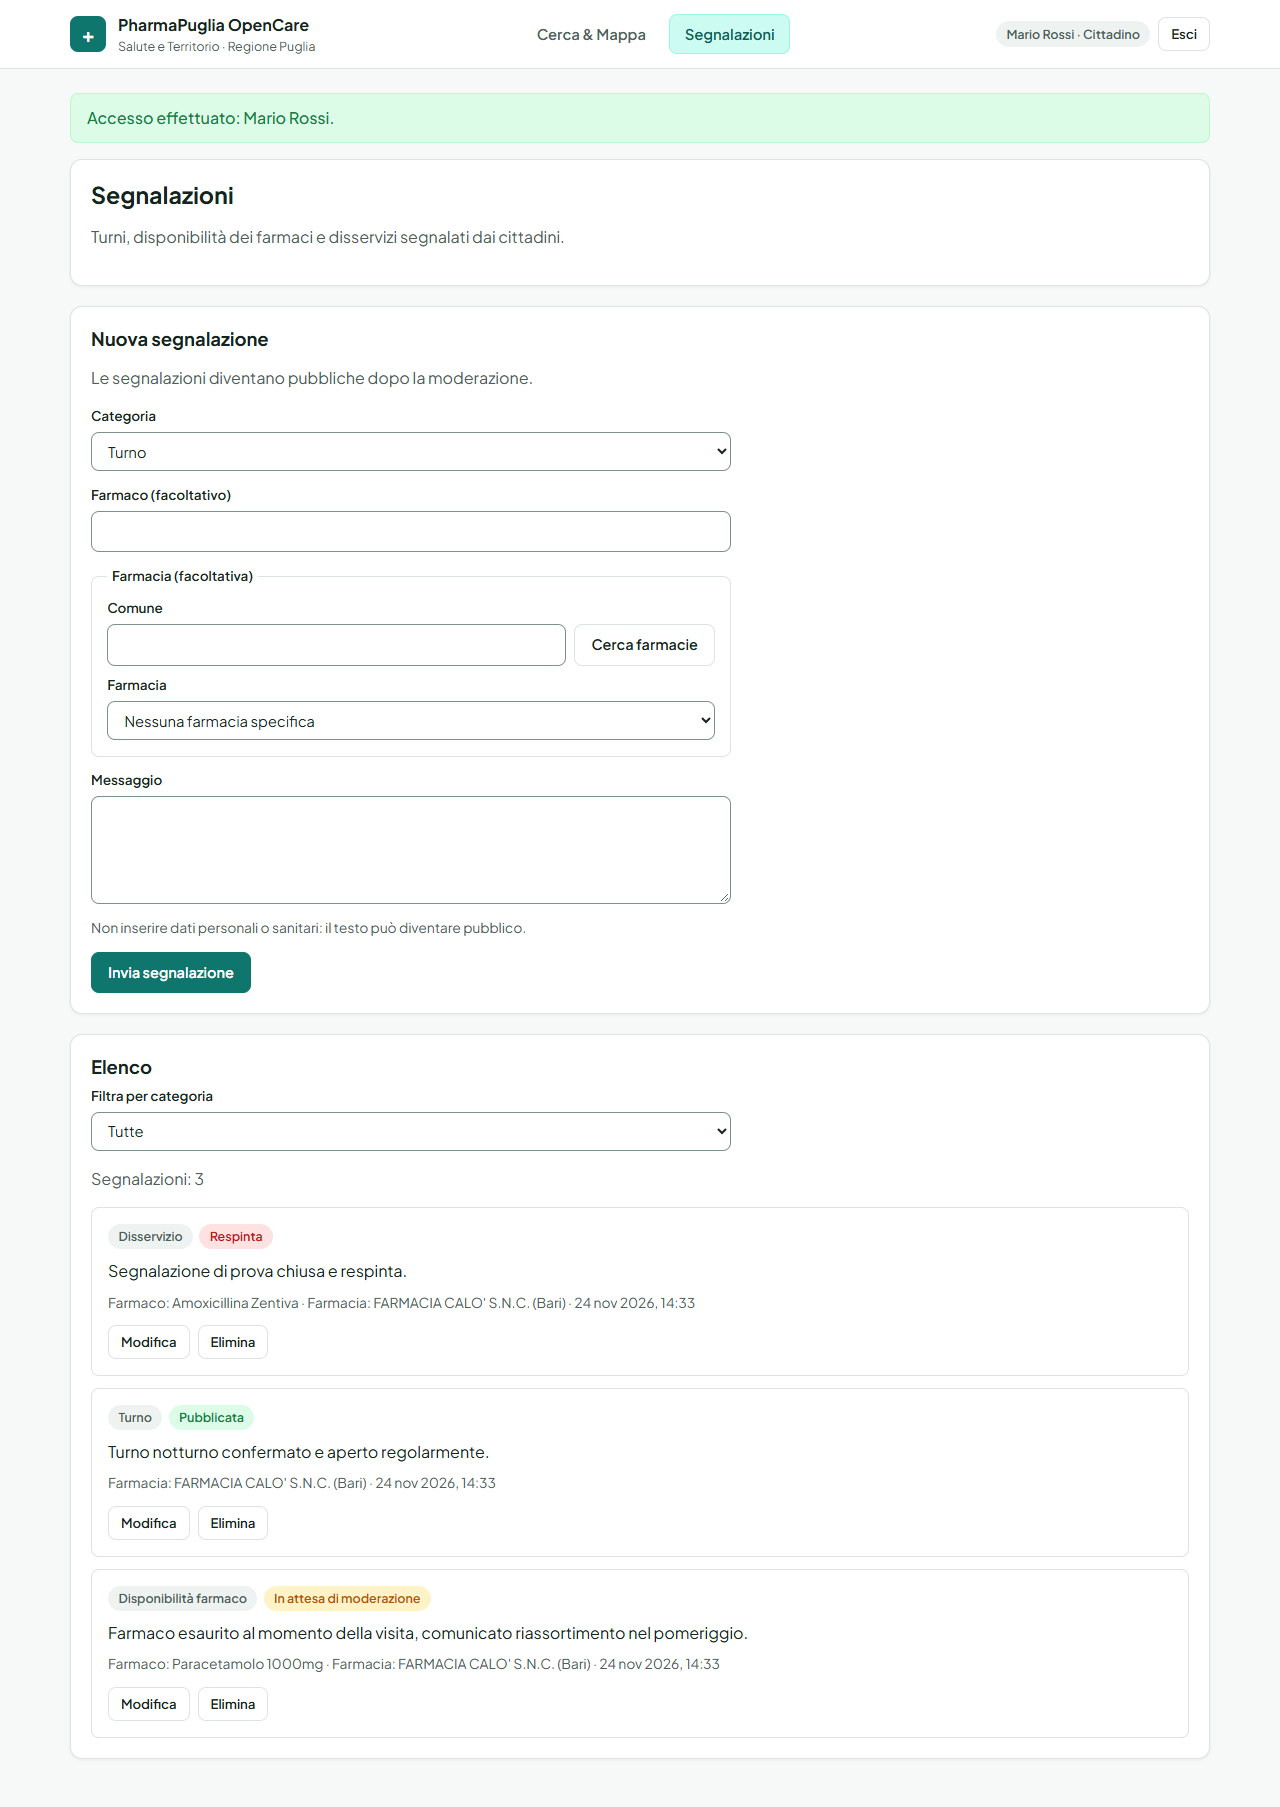 +
PharmaPuglia OpenCare
Salute e Territorio · Regione Puglia
Cerca & Mappa
Segnalazioni
Mario Rossi · Cittadino
Esci
Accesso effettuato: Mario Rossi.
Segnalazioni
Turni, disponibilità dei farmaci e disservizi segnalati dai cittadini.
Nuova segnalazione
Le segnalazioni diventano pubbliche dopo la moderazione.
Categoria
Turno
Farmaco (facoltativo)
Farmacia (facoltativa)
Comune
Cerca farmacie
Farmacia
Nessuna farmacia specifica
Messaggio
Non inserire dati personali o sanitari: il testo può diventare pubblico.
Invia segnalazione
Elenco
Filtra per categoria
Tutte
Segnalazioni: 3
Disservizio
Respinta
Segnalazione di prova chiusa e respinta.
Farmaco: Amoxicillina Zentiva · Farmacia: FARMACIA CALO' S.N.C. (Bari) · 24 nov 2026, 14:33
Modifica
Elimina
Turno
Pubblicata
Turno notturno confermato e aperto regolarmente.
Farmacia: FARMACIA CALO' S.N.C. (Bari) · 24 nov 2026, 14:33
Modifica
Elimina
Disponibilità farmaco
In attesa di moderazione
Farmaco esaurito al momento della visita, comunicato riassortimento nel pomeriggio.
Farmaco: Paracetamolo 1000mg · Farmacia: FARMACIA CALO' S.N.C. (Bari) · 24 nov 2026, 14:33
Modifica
Elimina